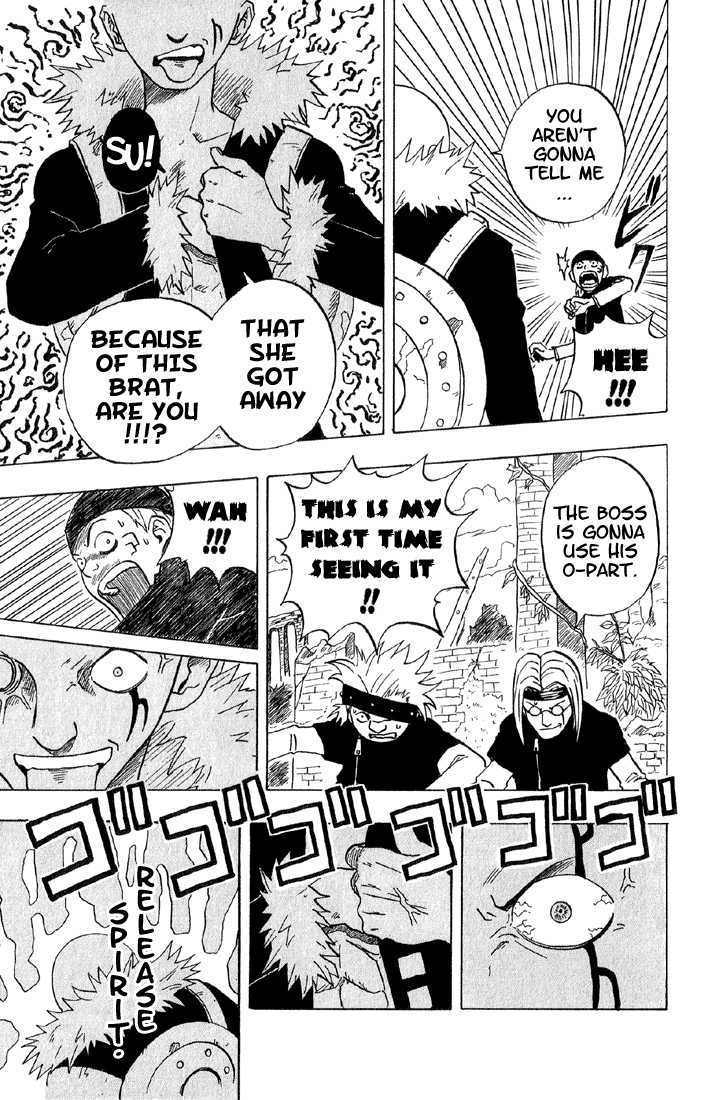 YOU
AREN'T
GONNA
TELL ME
...
ビク
HEE
!!!
SU!
THAT
SHE
GOT
AWAY
BECAUSE
OF THIS
BRAT,
ARE YOU
!!!?
THE BOSS
IS GONNA
USE HIS
O-PART.
THIS IS MY
FIRST TIME
SEEING IT
!!
WAH
!!!
ゴゴゴゴゴゴ
RELEASE
SPIRIT.